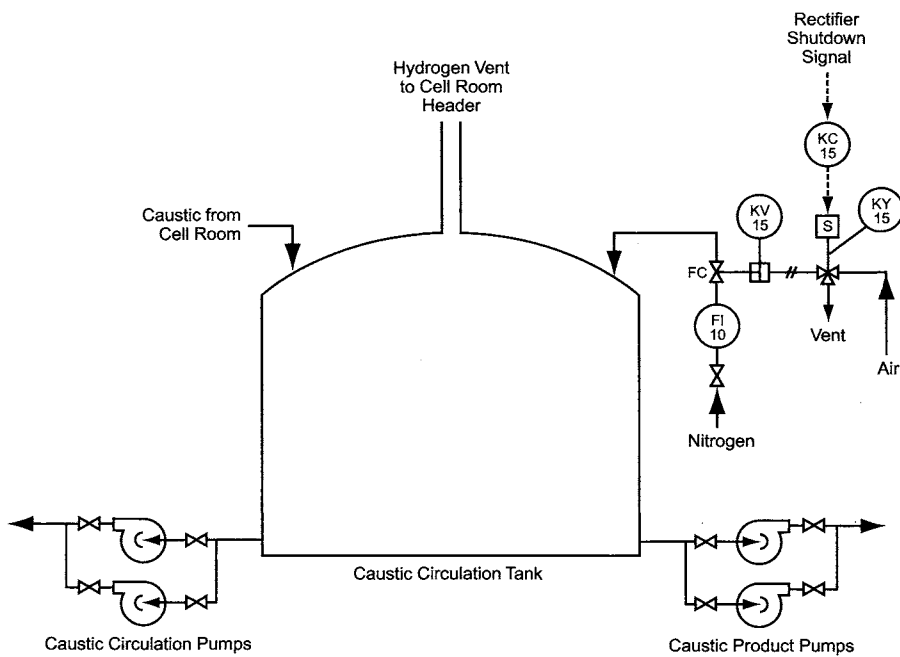 Rectifier
Shutdown
Signal
Hydrogen Vent
to Cell Room
Header
KC
15
Caustic from
Cell Room
KV
15
KY
15
S
FC
FI
10
Vent
Air
Nitrogen
Caustic Circulation Tank
Caustic Circulation Pumps
Caustic Product Pumps